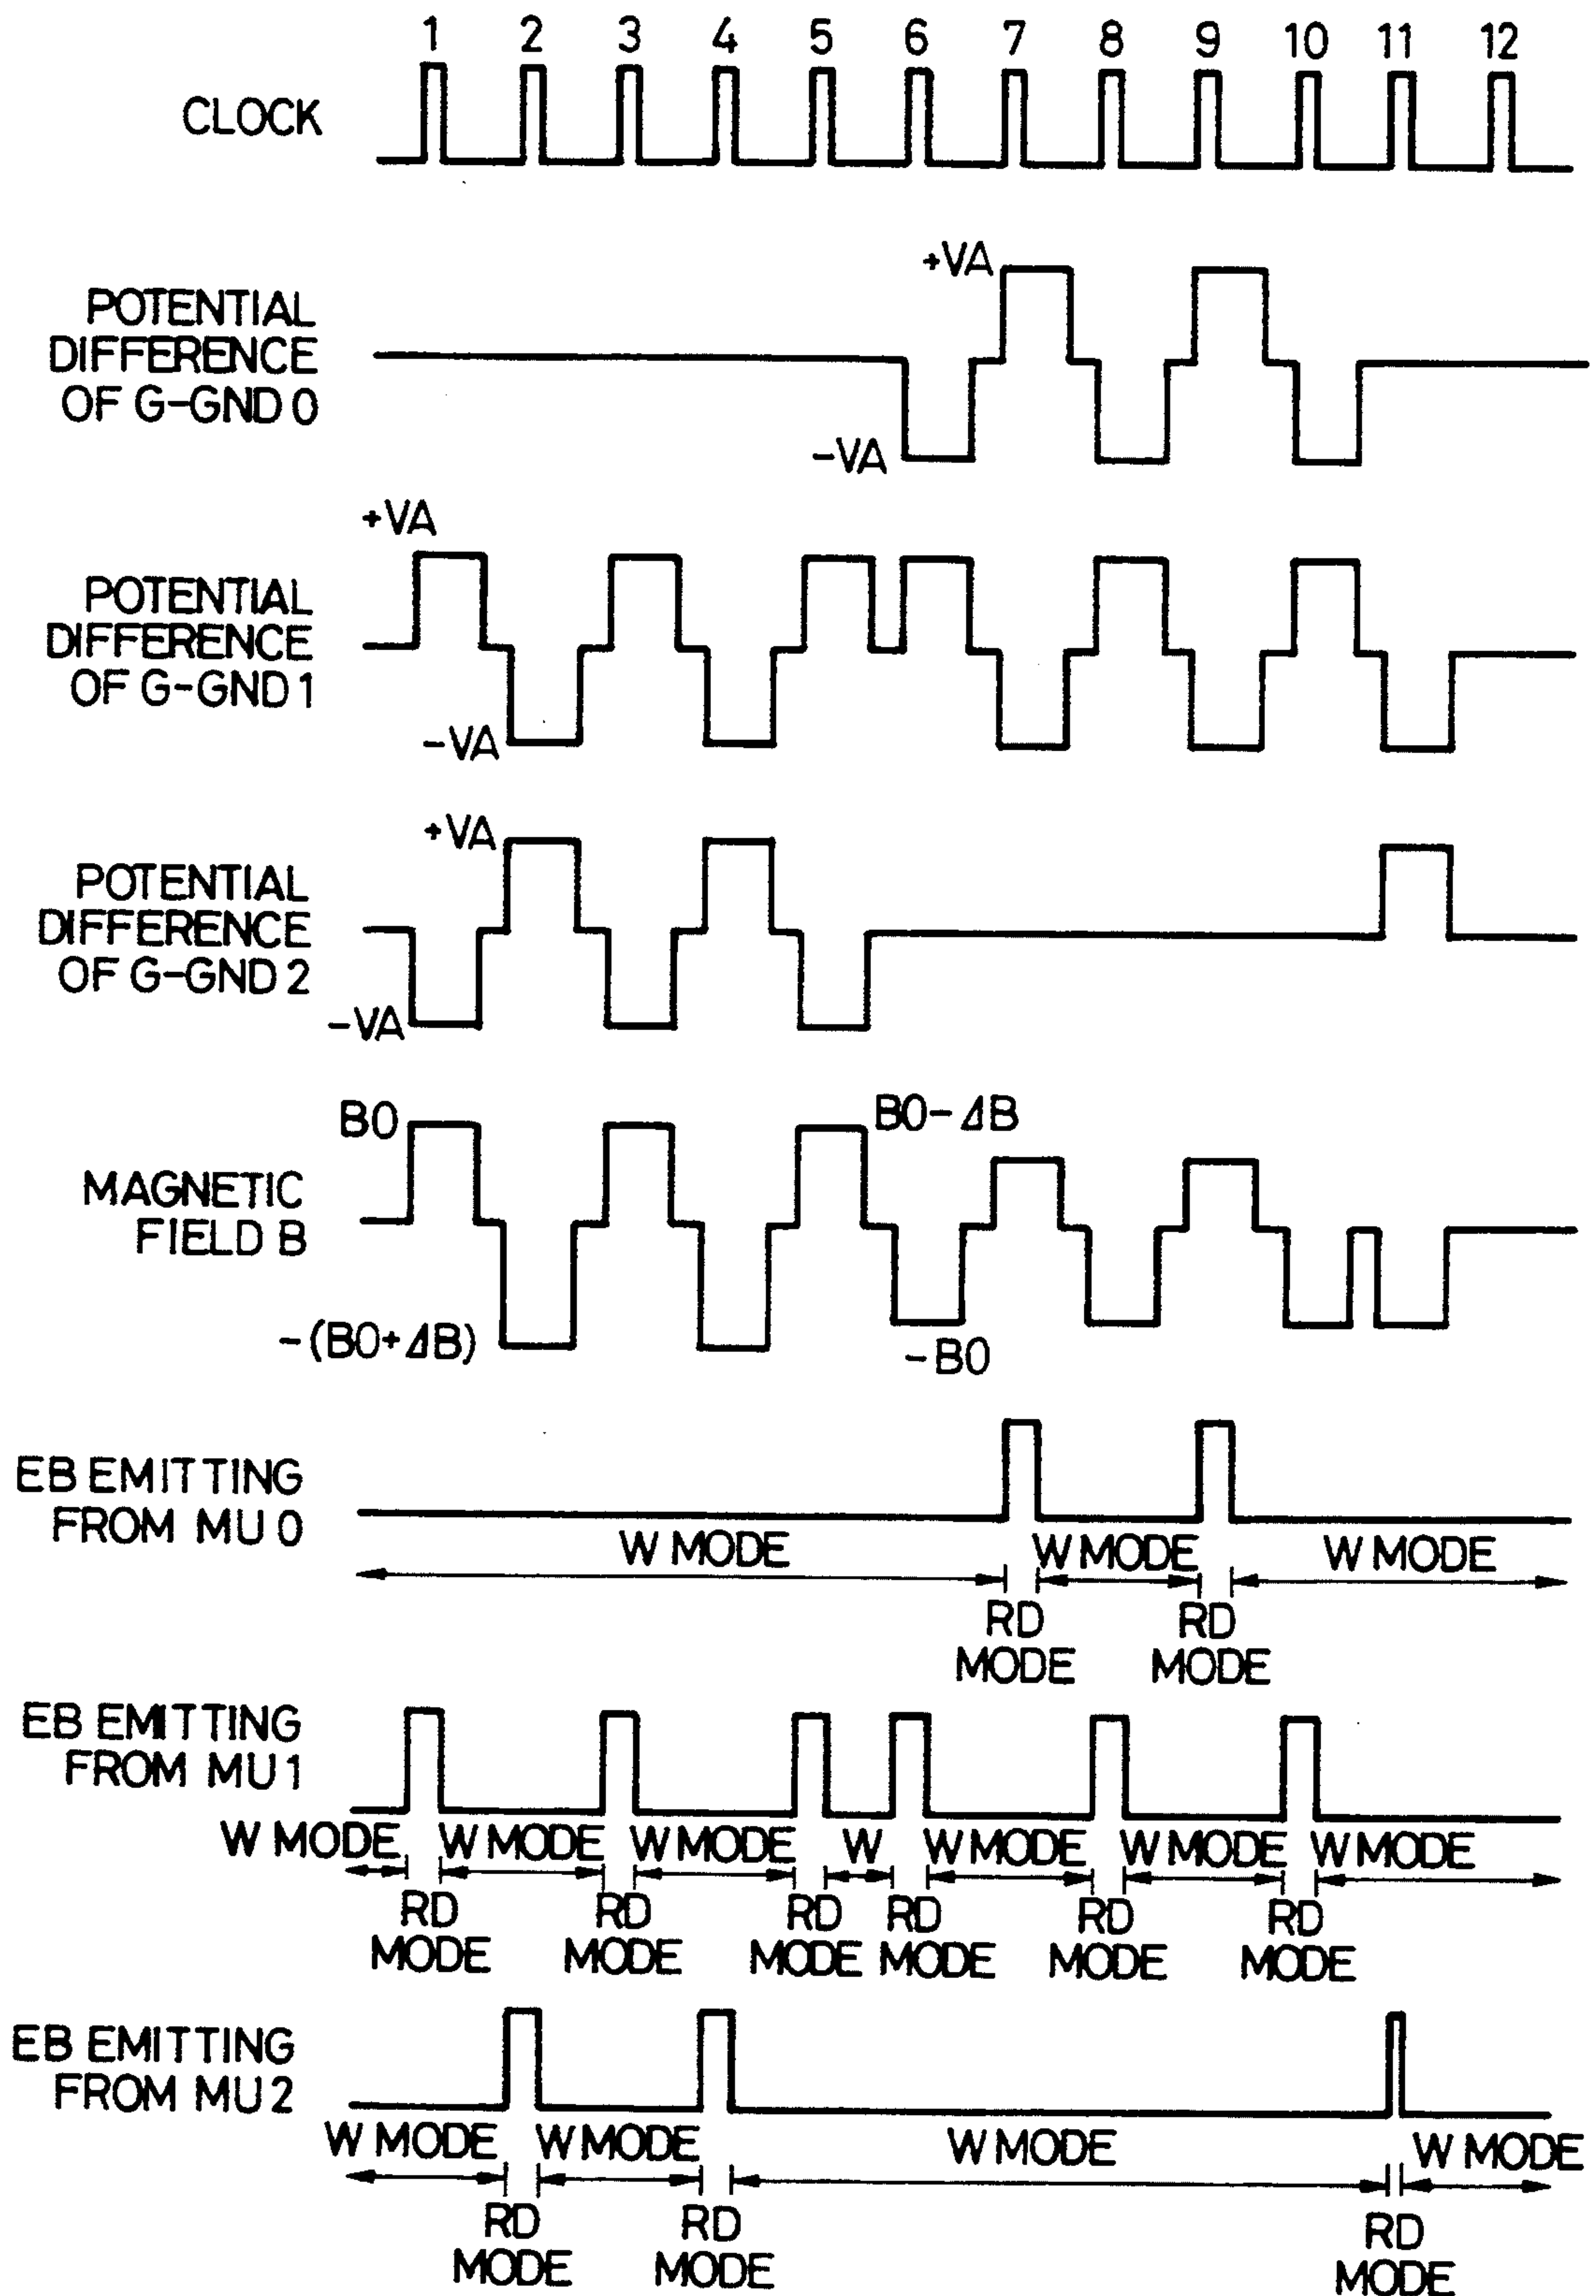 1 2 3 4 5 6 7 8 9 10 11 12
CLOCK
+VA
POTENTIAL
DIFFERENCE
OF G-GND 0
-VA
+VA
POTENTIAL
DIFFERENCE
OF G-GND 1
-VA
+VA
POTENTIAL
DIFFERENCE
OF G-GND 2
-VA
B0 B0-ΔB
MAGNETIC
FIELD B
-(B0+ΔB) -B0
EB EMITTING
FROM MU 0
W MODE W MODE W MODE
RD RD
MODE MODE
EB EMITTING
FROM MU 1
W MODE W MODE W MODE W W MODE W MODE W MODE
RD RD RD RD RD RD
MODE MODE MODE MODE MODE MODE
EB EMITTING
FROM MU 2
W MODE W MODE W MODE W MODE
RD RD RD
MODE MODE MODE